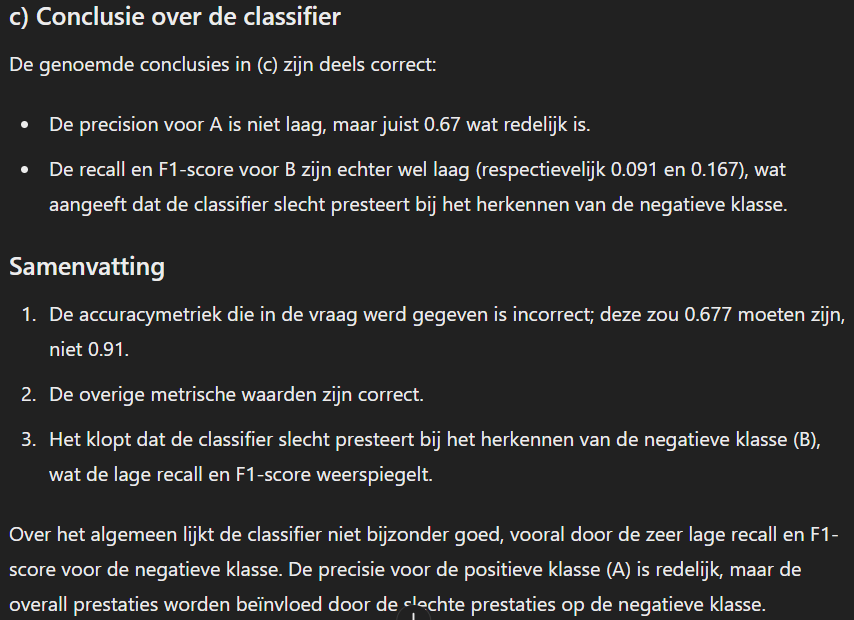 c) Conclusie over de classifier
De genoemde conclusies in (c) zijn deels correct:
• De precision voor A is niet laag, maar juist 0.67 wat redelijk is.
• De recall en F1-score voor B zijn echter wel laag (respectievelijk 0.091 en 0.167), wat
aangeeft dat de classifier slecht presteert bij het herkennen van de negatieve klasse.
Samenvatting
1. De accuracymetriek die in de vraag werd gegeven is incorrect; deze zou 0.677 moeten zijn,
niet 0.91.
2. De overige metrische waarden zijn correct.
3. Het klopt dat de classifier slecht presteert bij het herkennen van de negatieve klasse (B),
wat de lage recall en F1-score weerspiegelt.
Over het algemeen lijkt de classifier niet bijzonder goed, vooral door de zeer lage recall en F1-
score voor de negatieve klasse. De precisie voor de positieve klasse (A) is redelijk, maar de
overall prestaties worden beïnvloed door de slechte prestaties op de negatieve klasse.